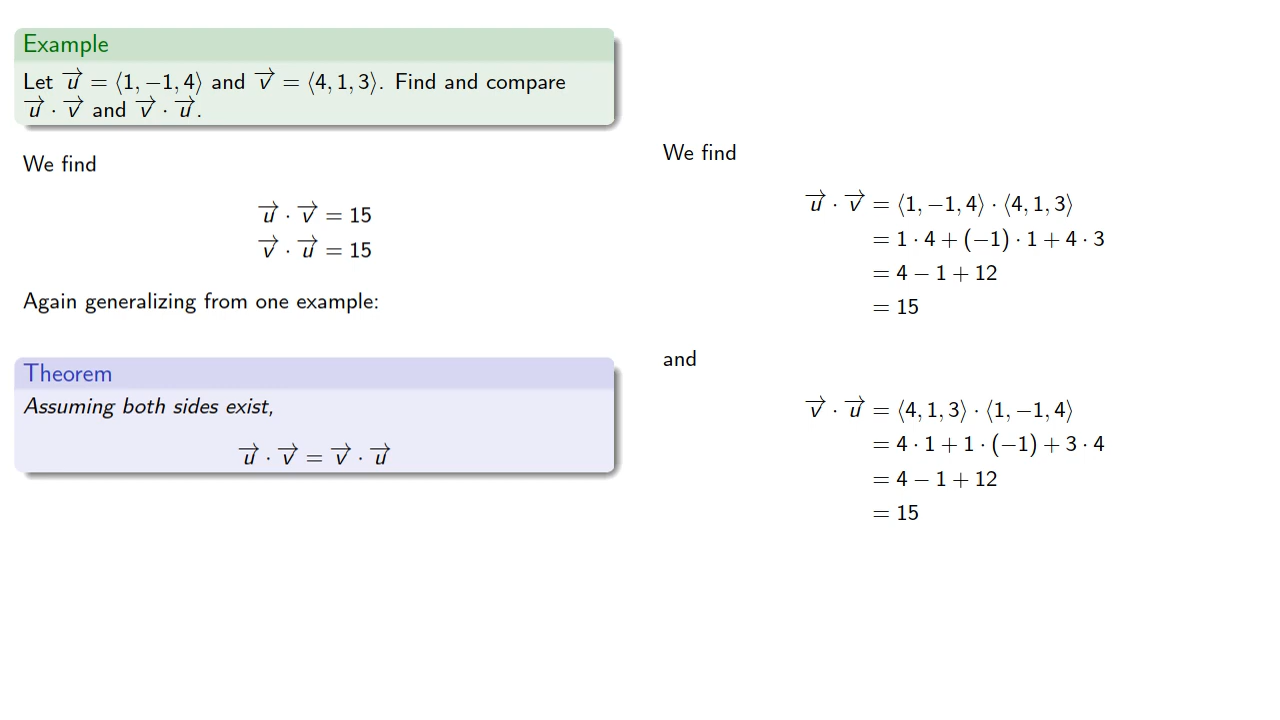 Example
Let u⃗ = ⟨1, −1, 4⟩ and v⃗ = ⟨4, 1, 3⟩. Find and compare
u⃗ · v⃗ and v⃗ · u⃗.
We find
u⃗ · v⃗ = 15
v⃗ · u⃗ = 15
Again generalizing from one example:
Theorem
Assuming both sides exist,
u⃗ · v⃗ = v⃗ · u⃗
We find
u⃗ · v⃗ = ⟨1, −1, 4⟩ · ⟨4, 1, 3⟩
= 1 · 4 + (−1) · 1 + 4 · 3
= 4 − 1 + 12
= 15
and
v⃗ · u⃗ = ⟨4, 1, 3⟩ · ⟨1, −1, 4⟩
= 4 · 1 + 1 · (−1) + 3 · 4
= 4 − 1 + 12
= 15